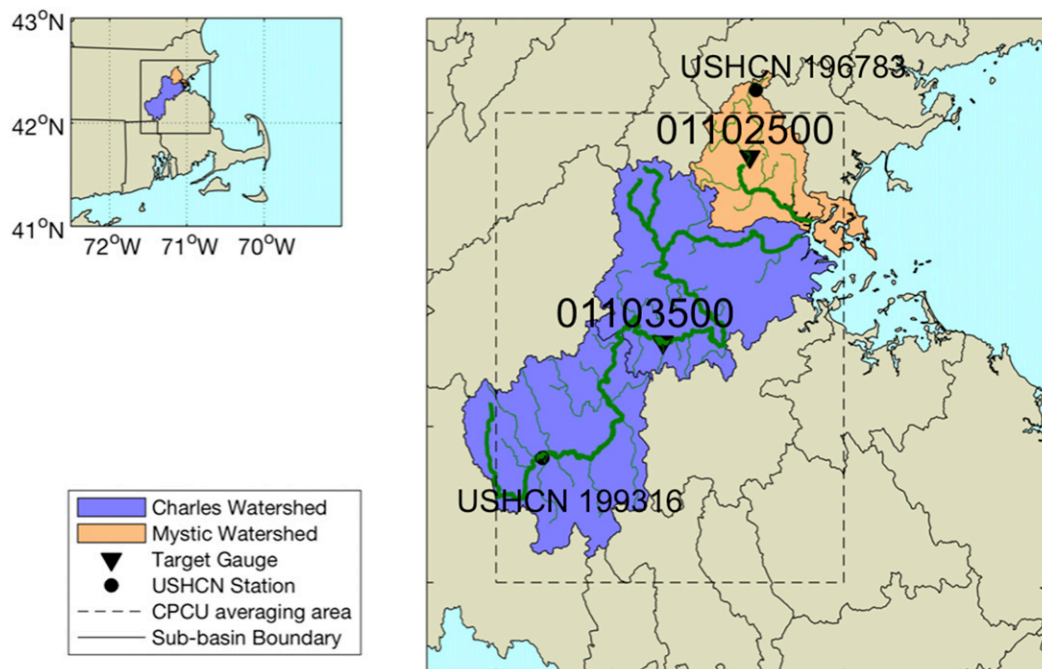 43°N
42°N
41°N
72°W 71°W 70°W
USHCN 196783
01102500
01103500
USHCN 199316
Charles Watershed
Mystic Watershed
Target Gauge
USHCN Station
CPCU averaging area
Sub-basin Boundary